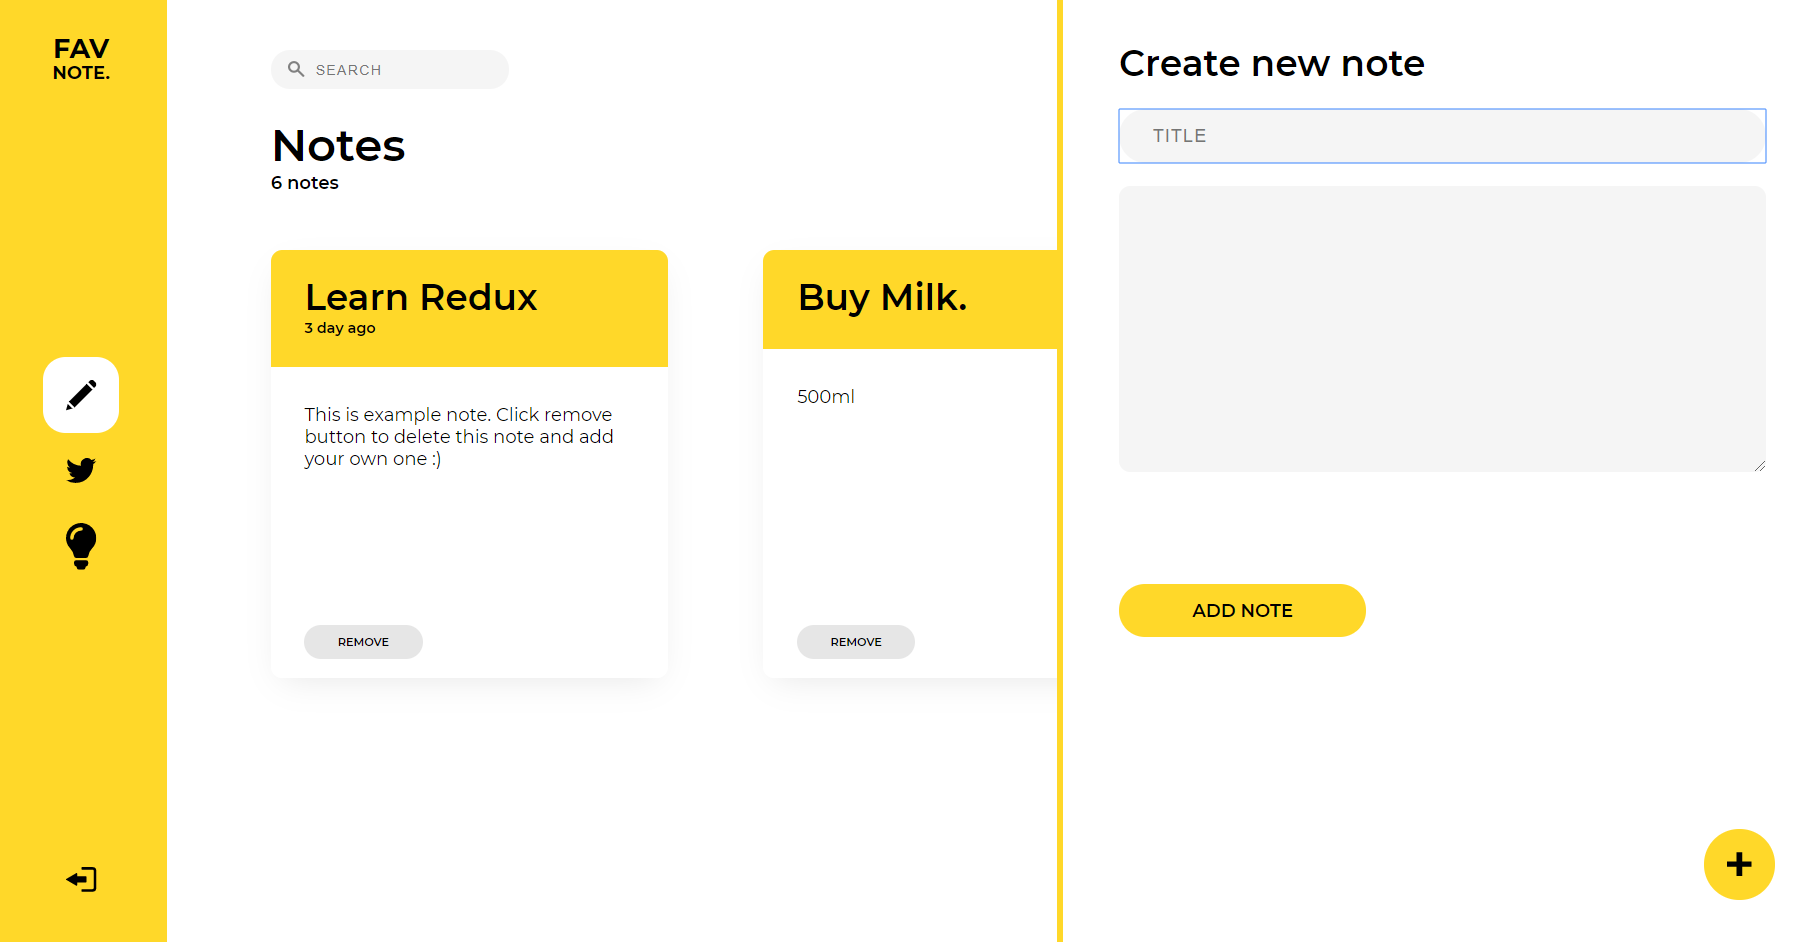 FAV
NOTE.
SEARCH
Notes
6 notes
Learn Redux
3 day ago
This is example note. Click remove
button to delete this note and add
your own one :)
REMOVE
Buy Milk.
500ml
REMOVE
Create new note
TITLE
ADD NOTE